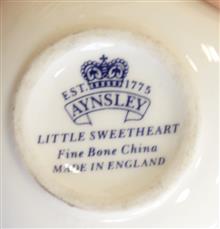 EST. 1775
AYNSLEY
LITTLE SWEETHEART
Fine Bone China
MADE IN ENGLAND